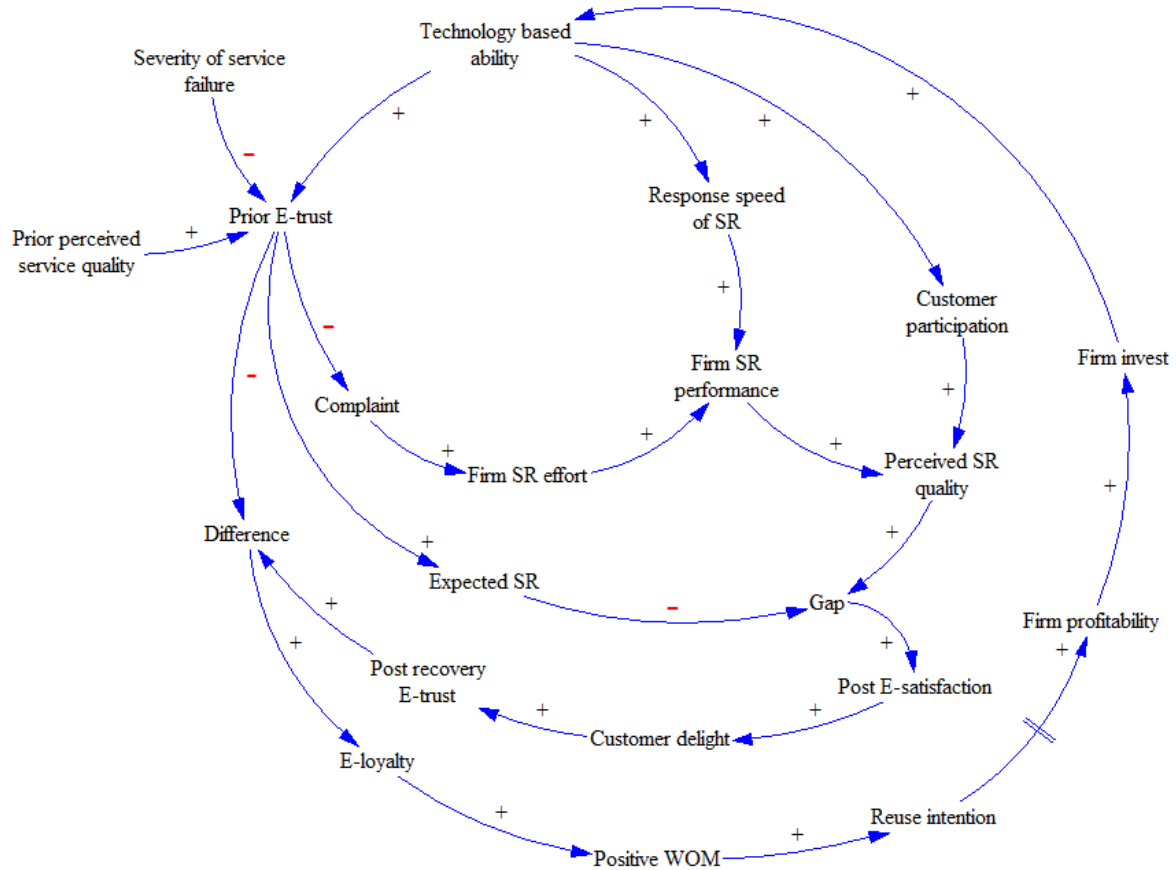 Technology based
ability
Severity of service
failure
+
+
+
+
-
Response speed
of SR
Prior E-trust
+
Prior perceived
service quality
+
Customer
participation
-
Firm SR
performance
Firm invest
-
Complaint
+
+
+
+
+
Firm SR effort
Perceived SR
quality
+
Difference
+
+
Expected SR
-
Gap
+
Firm profitability
+
+
+
Post recovery
E-trust
Post E-satisfaction
+
+
Customer delight
E-loyalty
+
+
Reuse intention
Positive WOM